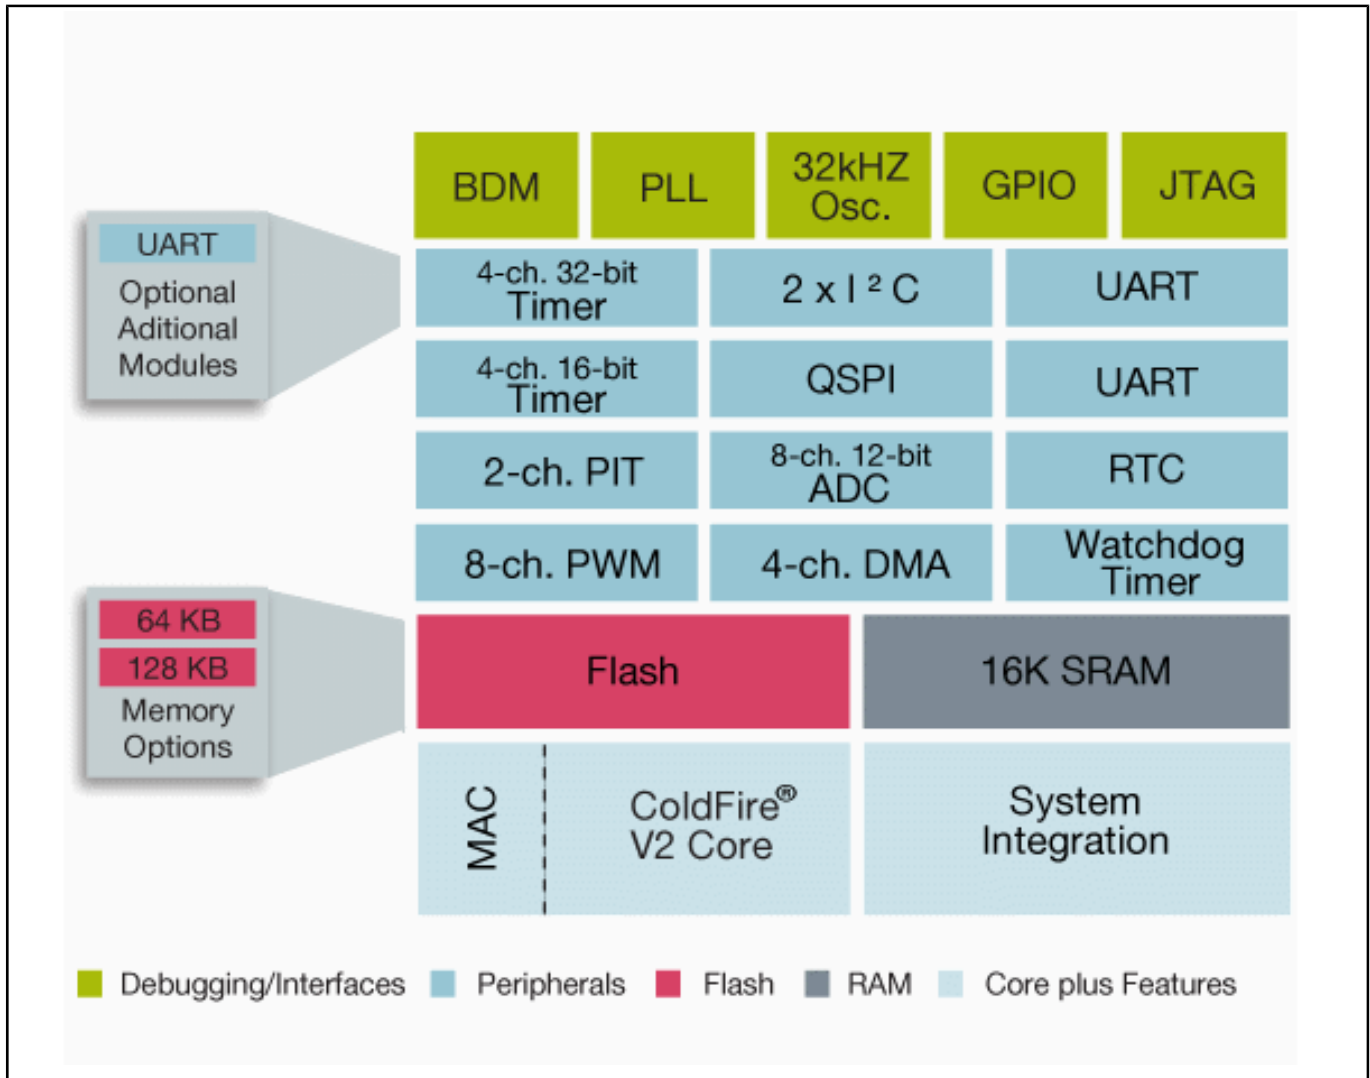 BDM
PLL
32kHZ
Osc.
GPIO
JTAG
UART
Optional
Aditional
Modules
4-ch. 32-bit
Timer
2 x I ² C
UART
4-ch. 16-bit
Timer
QSPI
UART
2-ch. PIT
8-ch. 12-bit
ADC
RTC
8-ch. PWM
4-ch. DMA
Watchdog
Timer
64 KB
128 KB
Memory
Options
Flash
16K SRAM
MAC
ColdFire®
V2 Core
System
Integration
Debugging/Interfaces
Peripherals
Flash
RAM
Core plus Features